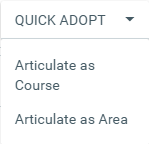 QUICK ADOPT
Articulate as
Course
Articulate as Area